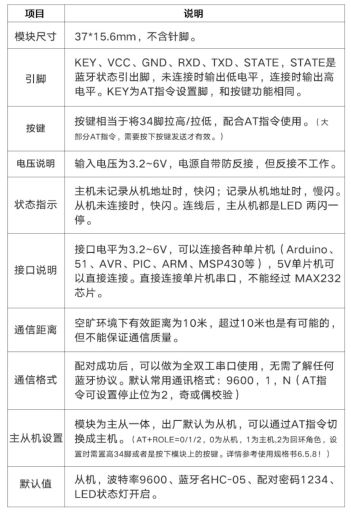 项目
说明
模块尺寸
37*15.6mm，不含针脚。
引脚
KEY、VCC、GND、RXD、TXD、STATE，STATE是
蓝牙状态引出脚，未连接时输出低电平，连接时输出高
电平。KEY为AT指令设置脚，和按键功能相同。
按键
按键相当于将34脚拉高/拉低，配合AT指令使用。（大
部分AT指令，需要按下按键发送才有效。）
电压说明
输入电压为3.2~6V，电源自带防反接，但反接不工作。
状态指示
主机未记录从机地址时，快闪；记录从机地址时，慢闪。
从机未连接时，快闪。连线后，主从机都是LED 两闪一
停。
接口说明
接口电平为3.2~6V，可以连接各种单片机（Arduino、
51、AVR、PIC、ARM、MSP430等），5V单片机可
以直接连接。直接连接单片机串口，不能经过 MAX232
芯片。
通信距离
空旷环境下有效距离为10米，超过10米也是有可能的，
但不能保证通信质量。
通信格式
配对成功后，可以做为全双工串口使用，无需了解任何
蓝牙协议。默认常用通讯格式：9600，1，N（AT指
令可设置停止位为2，奇或偶校验）
主从机设置
模块为主从一体，出厂默认为从机，可以通过AT指令切
换成主机。（AT+ROLE=0/1/2，0为从机，1为主机,2为回环角色，设
置时需置高34脚或者是按下模块上的按键。详情参考使用规格书6.5.8！）
默认值
从机，波特率9600、蓝牙名HC-05、配对密码1234、
LED状态灯开启。